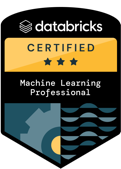 databricks
CERTIFIED
Machine Learning
Professional